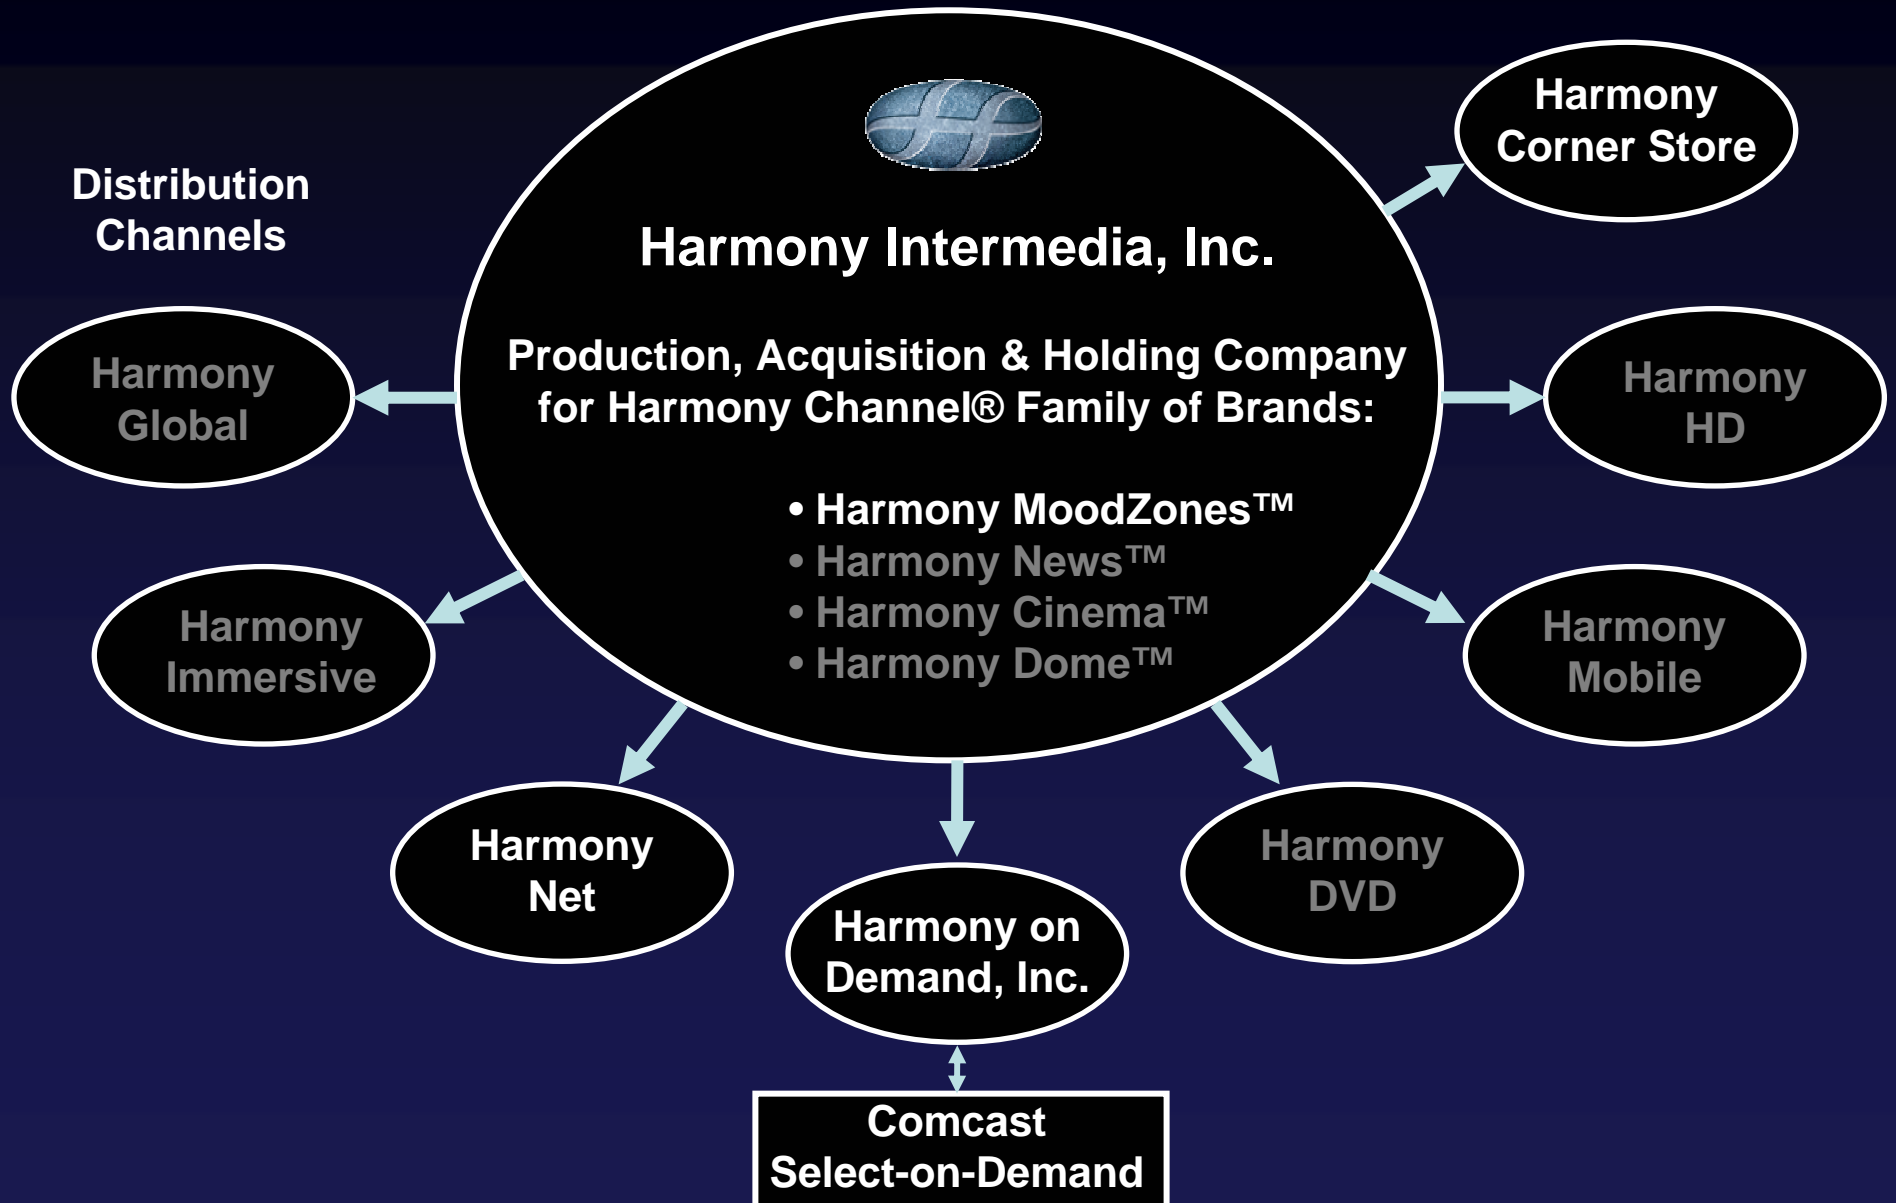 Distribution
Channels
Harmony Intermedia, Inc.
Production, Acquisition & Holding Company
for Harmony Channel® Family of Brands:
• Harmony MoodZones™
• Harmony News™
• Harmony Cinema™
• Harmony Dome™
Harmony
Corner Store
Harmony
Global
Harmony
HD
Harmony
Immersive
Harmony
Mobile
Harmony
Net
Harmony on
Demand, Inc.
Harmony
DVD
Comcast
Select-on-Demand